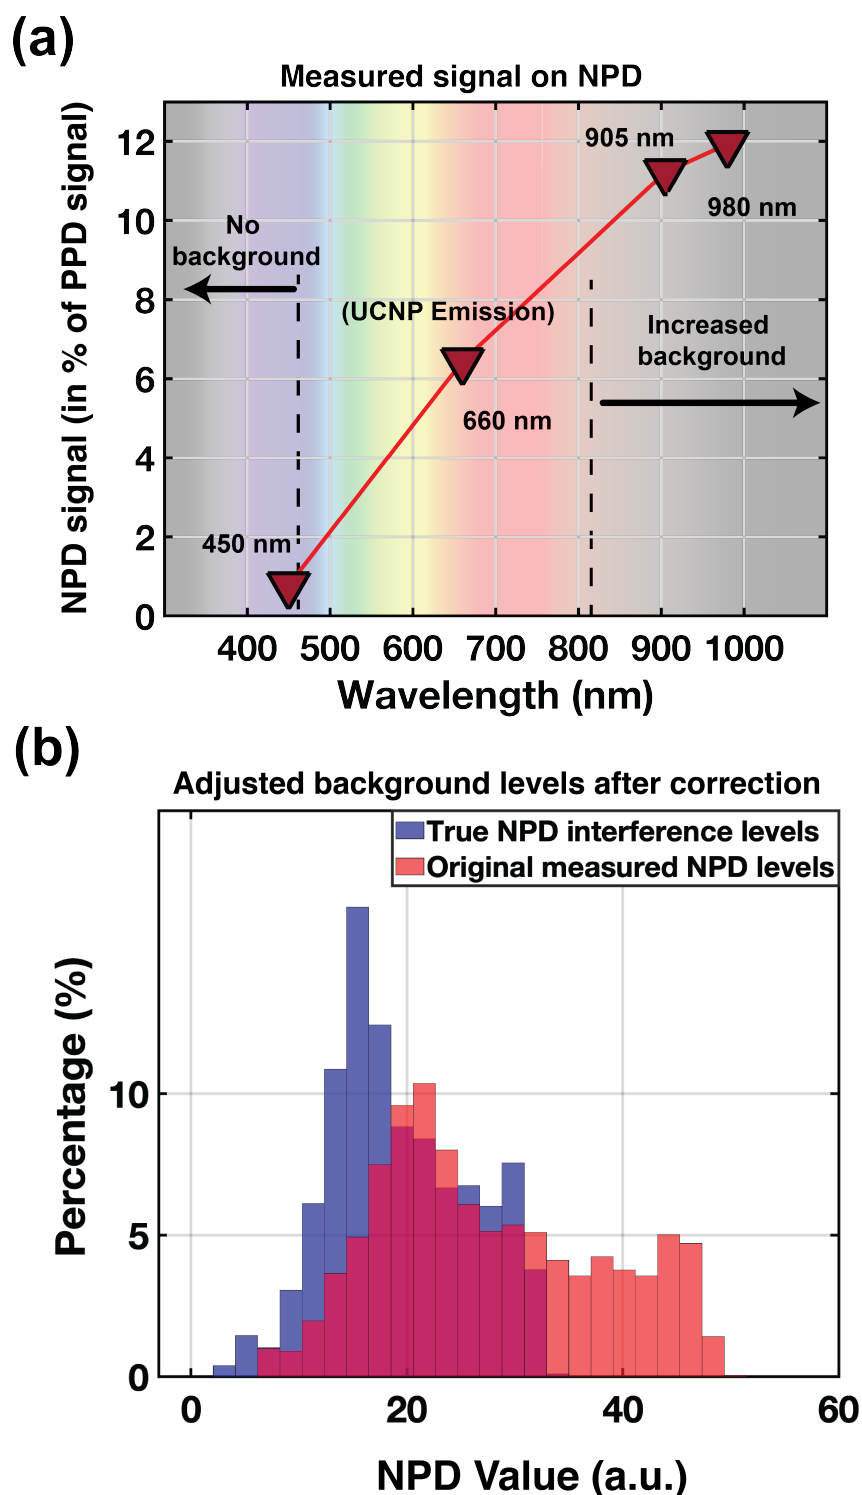 (a)
Measured signal on NPD
NPD signal (in % of PPD signal)
12
10
8
6
4
2
0
905 nm
980 nm
No
background
(UCNP Emission)
Increased
background
660 nm
450 nm
400 500 600 700 800 900 1000
Wavelength (nm)
(b)
Adjusted background levels after correction
True NPD interference levels
Original measured NPD levels
Percentage (%)
10
5
0
0 20 40 60
NPD Value (a.u.)